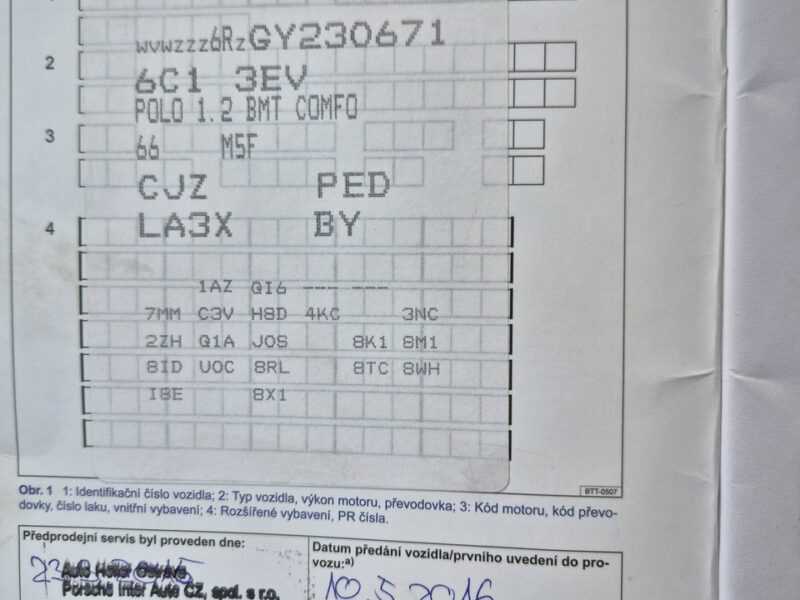 WVWZZZ6RZGY230671
2
6C1 3EV
POLO 1.2 BMT COMFO
3
66 M5F
CJZ PED
4
LA3X BY
1AZ QI6 --- ---
7MM C3V H8D 4KC 3NC
2ZH Q1A JOS 8K1 8M1
8ID UOC 8RL 8TC 8WH
I8E 8X1
BTT-0507
Obr. 1 1: Identifikační číslo vozidla; 2: Typ vozidla, výkon motoru, převodovka; 3: Kód motoru, kód převo-
dovky, číslo laku, vnitřní vybavení; 4: Rozšířené vybavení, PR čísla.
Předprodejní servis byl proveden dne:
Datum předání vozidla/prvního uvedení do pro-
vozu:a)
Auto Heller Ostrava
Porsche Inter Auto CZ, spol. s r.o.
10.5.2016